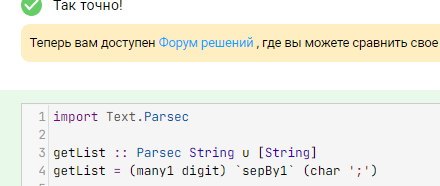 Так точно!
Теперь вам доступен Форум решений , где вы можете сравнить свое
1 import Text.Parsec
2
3 getList :: Parsec String u [String]
4 getList = (many1 digit) `sepBy1` (char ';')